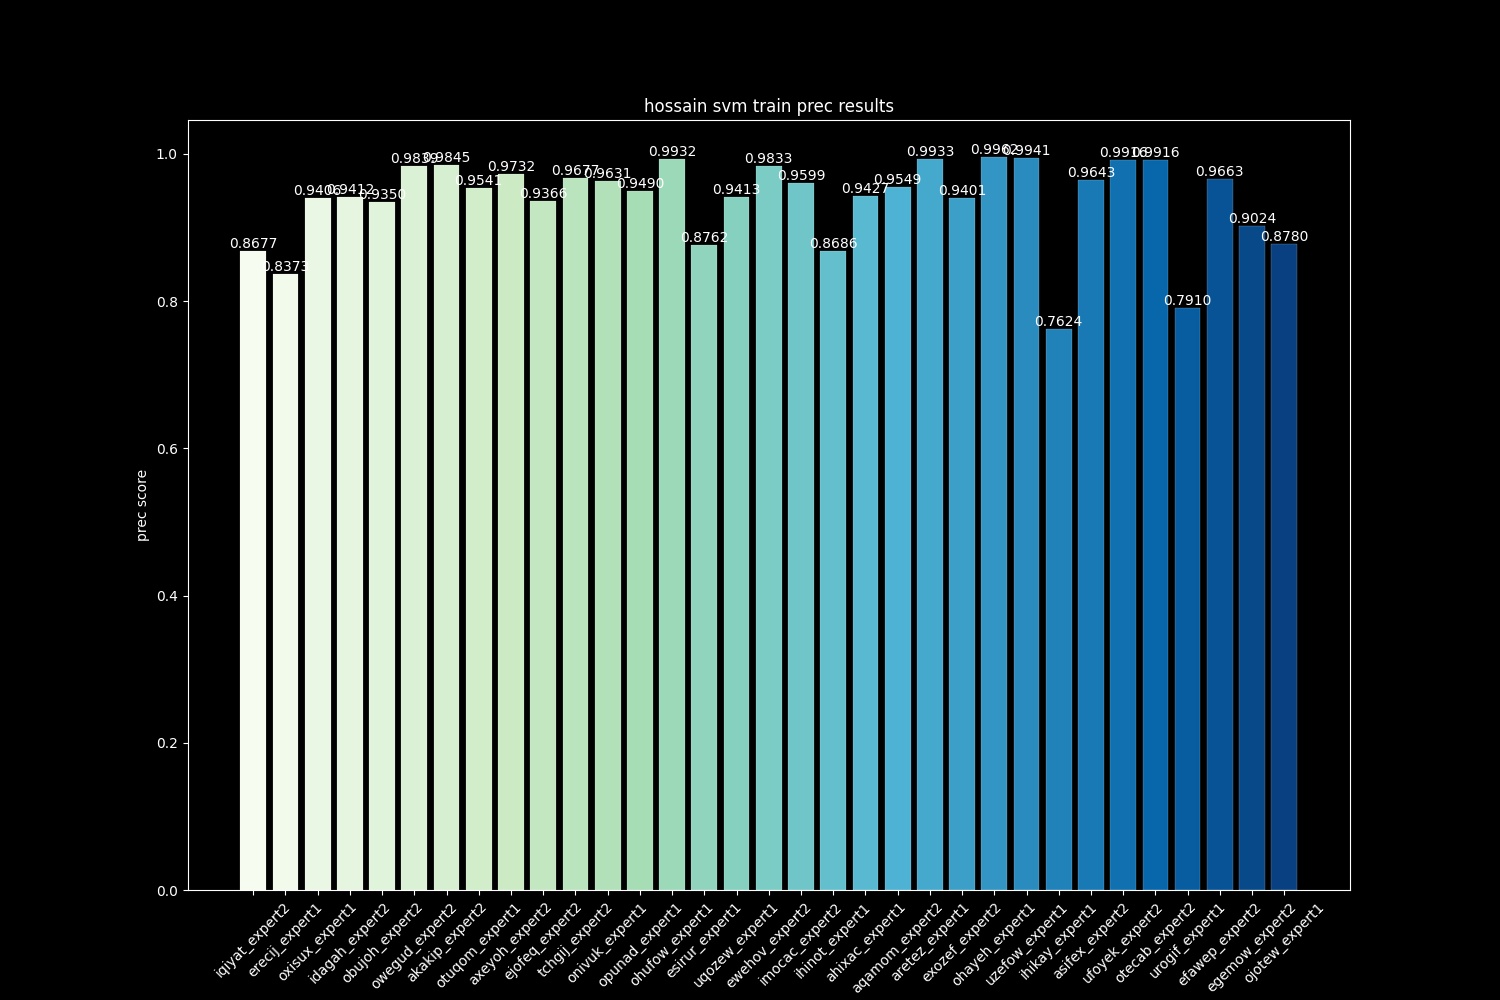 hossain svm train prec results
prec score
1.0
0.8
0.6
0.4
0.2
0.0
0.8677
0.8373
0.9406
0.9412
0.9350
0.9839
0.9845
0.9541
0.9732
0.9366
0.9677
0.9631
0.9490
0.9932
0.8762
0.9413
0.9833
0.9599
0.8686
0.9427
0.9549
0.9933
0.9401
0.9962
0.9941
0.7624
0.9643
0.9916
0.9916
0.7910
0.9663
0.9024
0.8780
iqiyat_expert2
erecij_expert1
oxisux_expert1
idagah_expert2
obujoh_expert2
owegud_expert2
akakip_expert2
otuqom_expert1
axeyoh_expert2
ejofeq_expert2
tchgjj_expert2
onivuk_expert1
opunad_expert1
ohufow_expert1
esirur_expert1
uqozew_expert1
ewehov_expert2
imocac_expert2
ihinot_expert1
ahixac_expert1
aqamom_expert2
aretez_expert1
exozef_expert2
ohayeh_expert1
uzefow_expert1
ihikay_expert1
asifex_expert2
ufoyek_expert2
otecab_expert2
urogif_expert1
efawep_expert2
egemow_expert2
ojotew_expert1